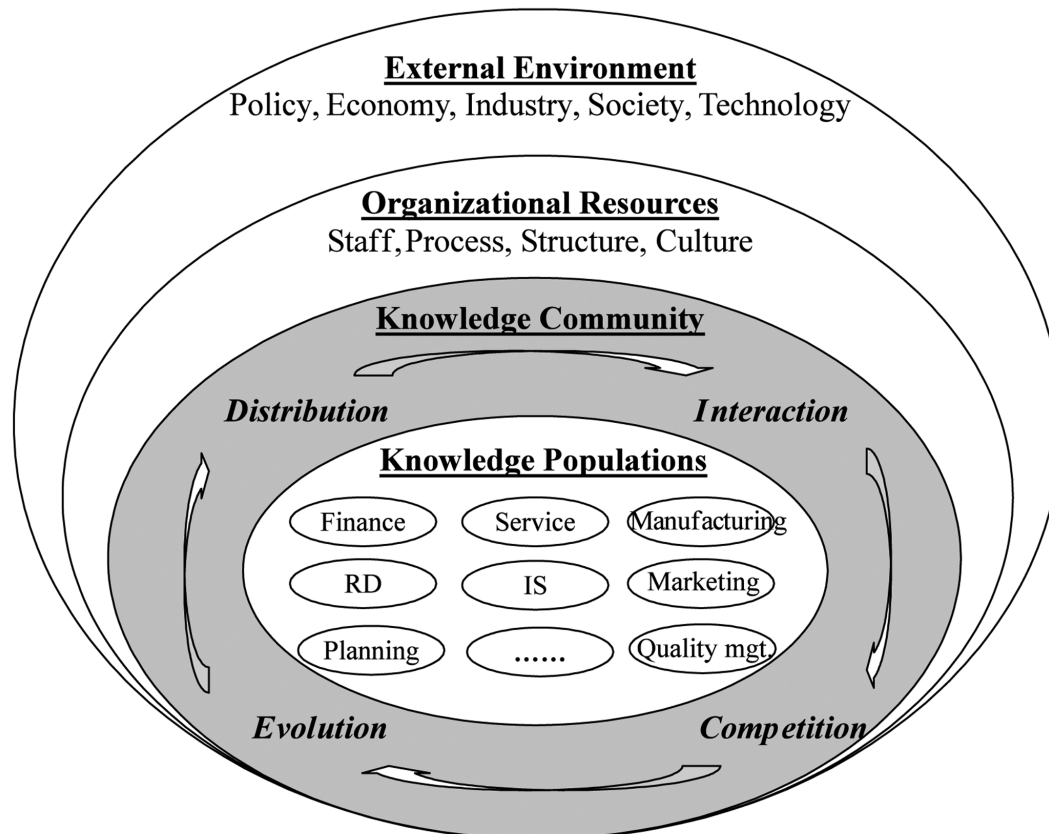 External Environment
Policy, Economy, Industry, Society, Technology
Organizational Resources
Staff, Process, Structure, Culture
Knowledge Community
Distribution
Interaction
Knowledge Populations
Finance
Service
Manufacturing
RD
IS
Marketing
Planning
......
Quality mgt.
Evolution
Competition